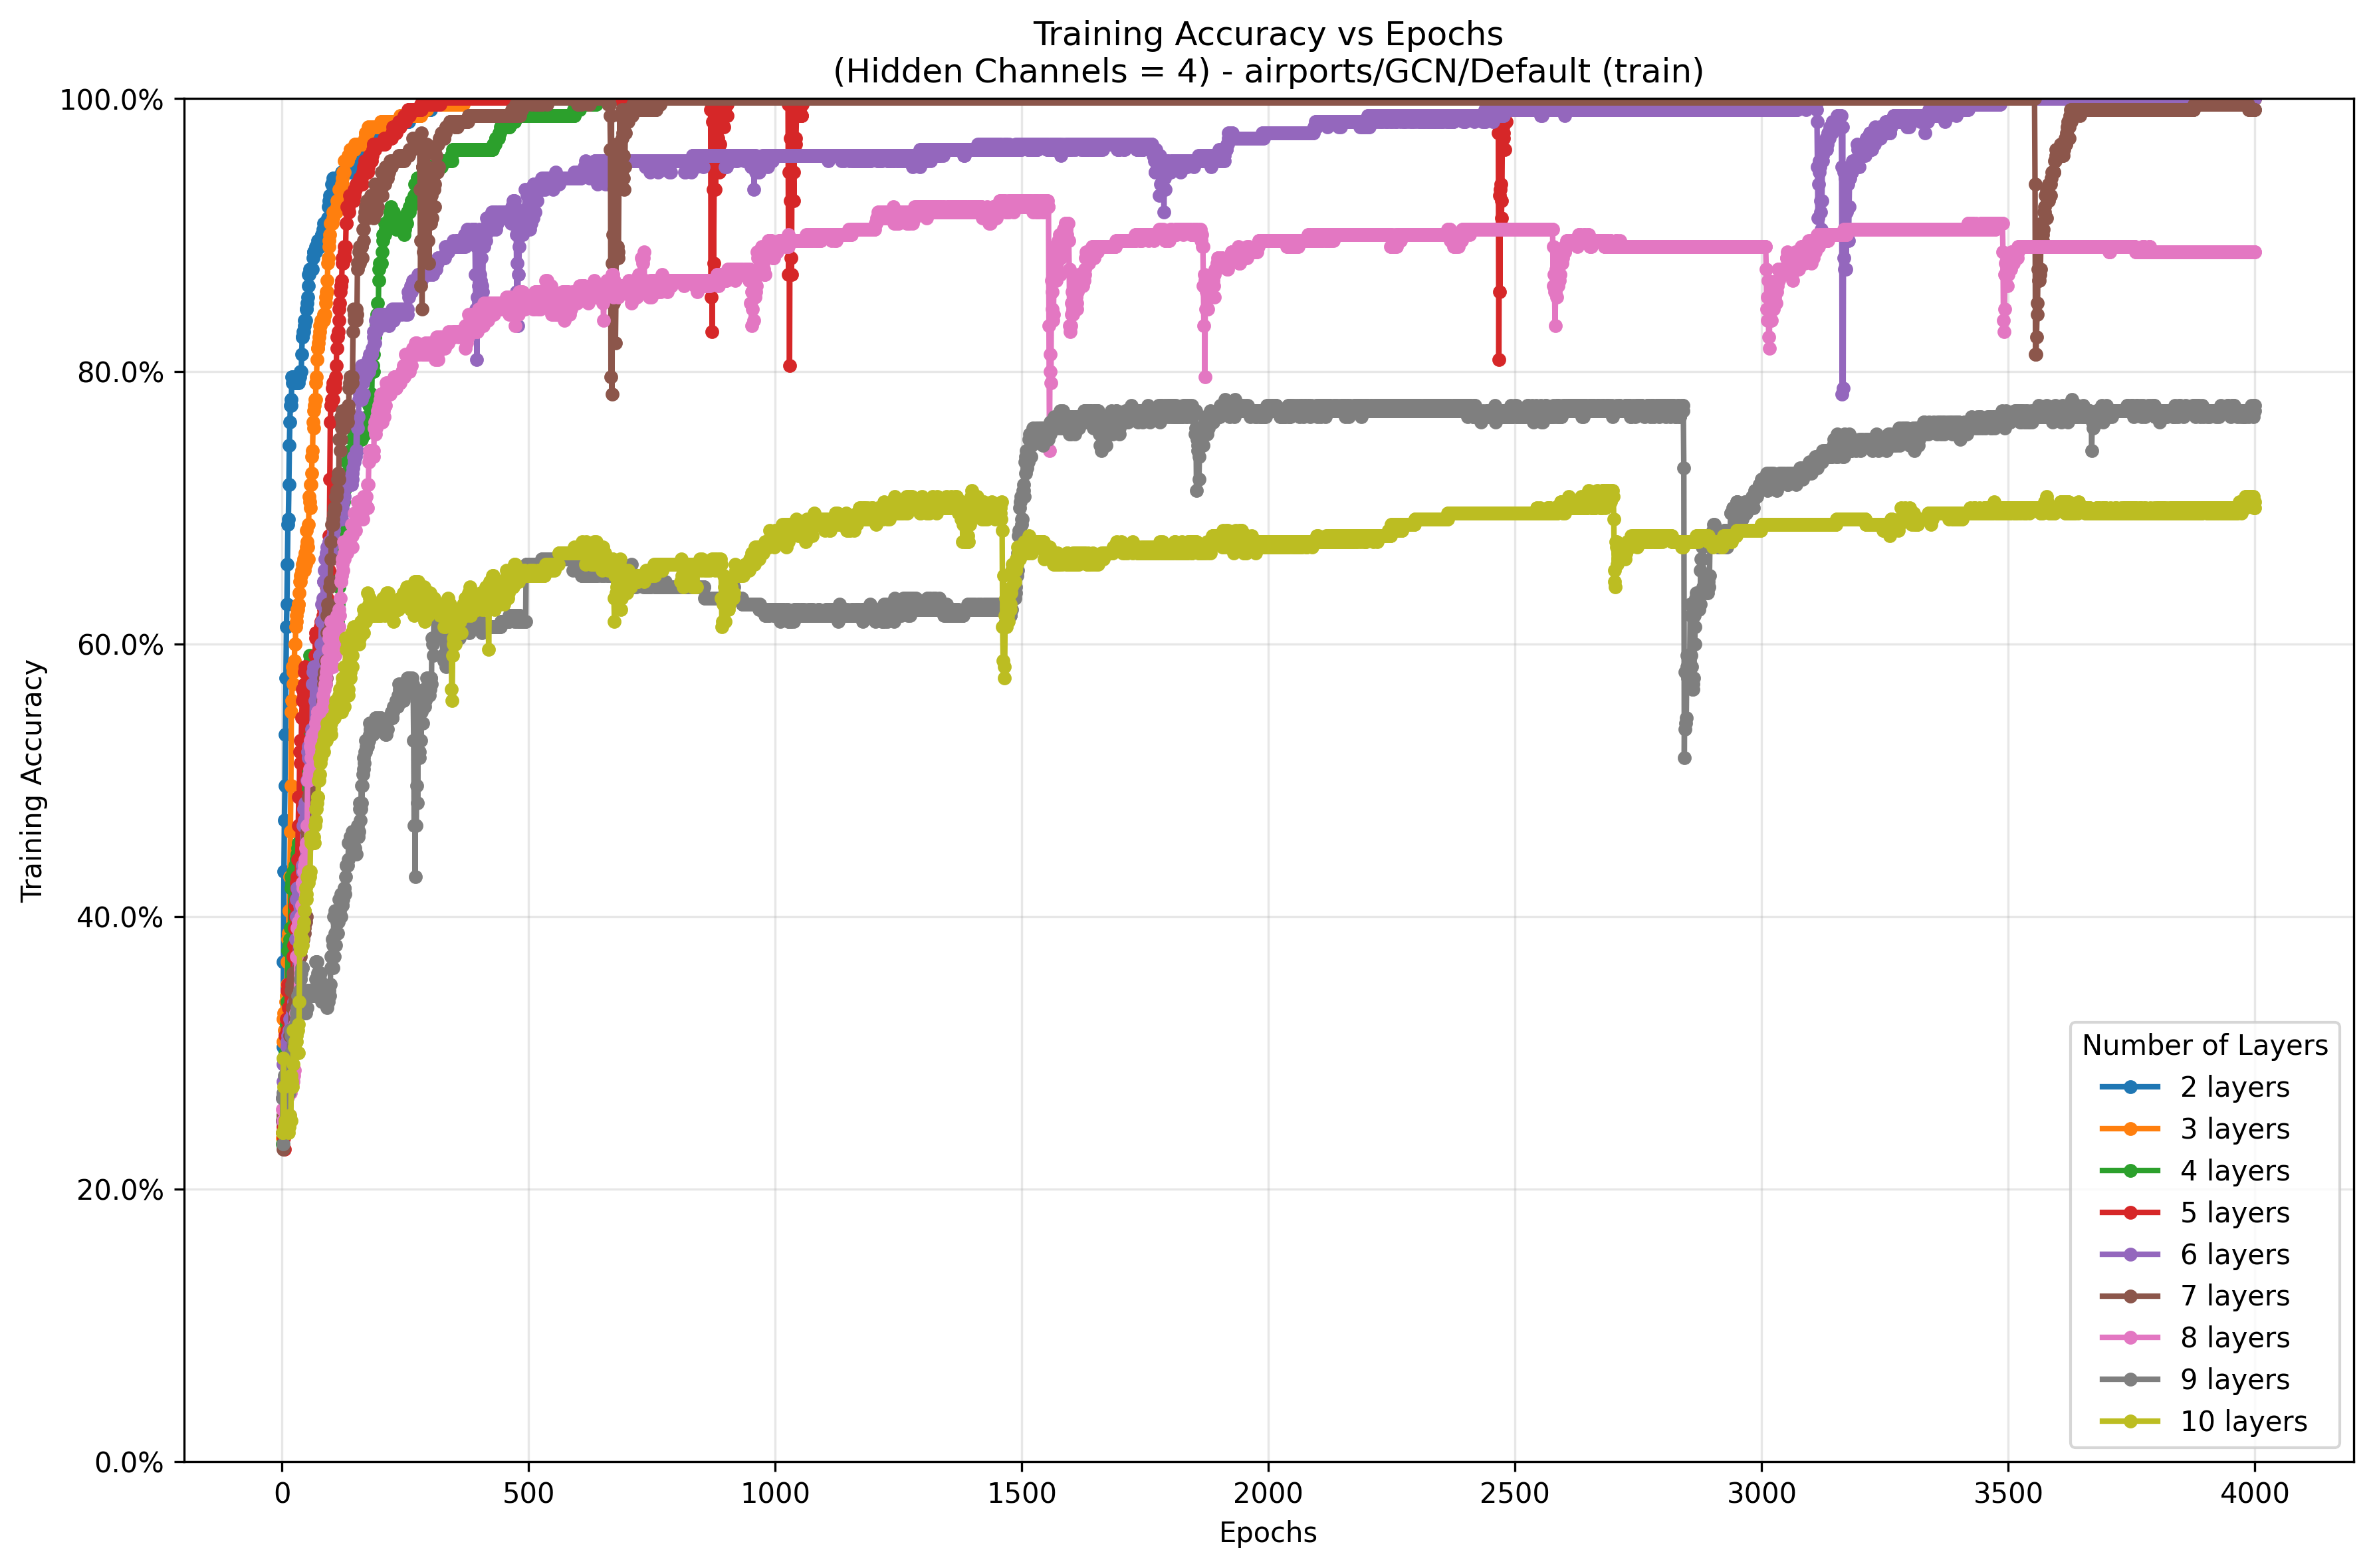 Training Accuracy vs Epochs
(Hidden Channels = 4) - airports/GCN/Default (train)
100.0%
80.0%
60.0%
40.0%
20.0%
0.0%
Training Accuracy
Number of Layers
2 layers
3 layers
4 layers
5 layers
6 layers
7 layers
8 layers
9 layers
10 layers
0 500 1000 1500 2000 2500 3000 3500 4000
Epochs